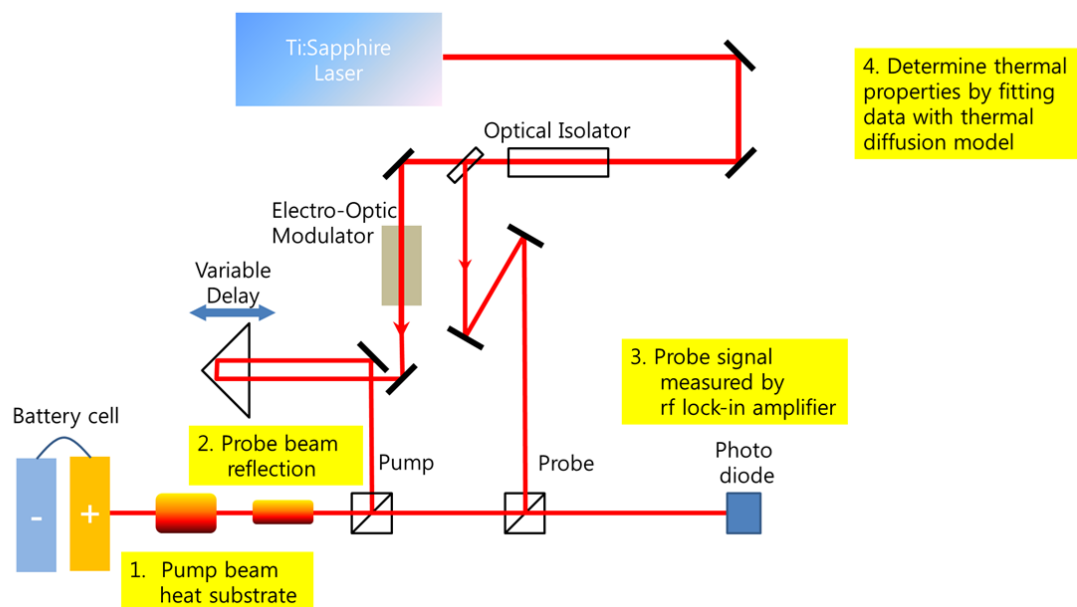 Ti:Sapphire
Laser
4. Determine thermal
properties by fitting
data with thermal
diffusion model
Optical Isolator
Electro-Optic
Modulator
Variable
Delay
3. Probe signal
measured by
rf lock-in amplifier
Battery cell
2. Probe beam
reflection
Pump
Probe
Photo
diode
-
+
1. Pump beam
heat substrate